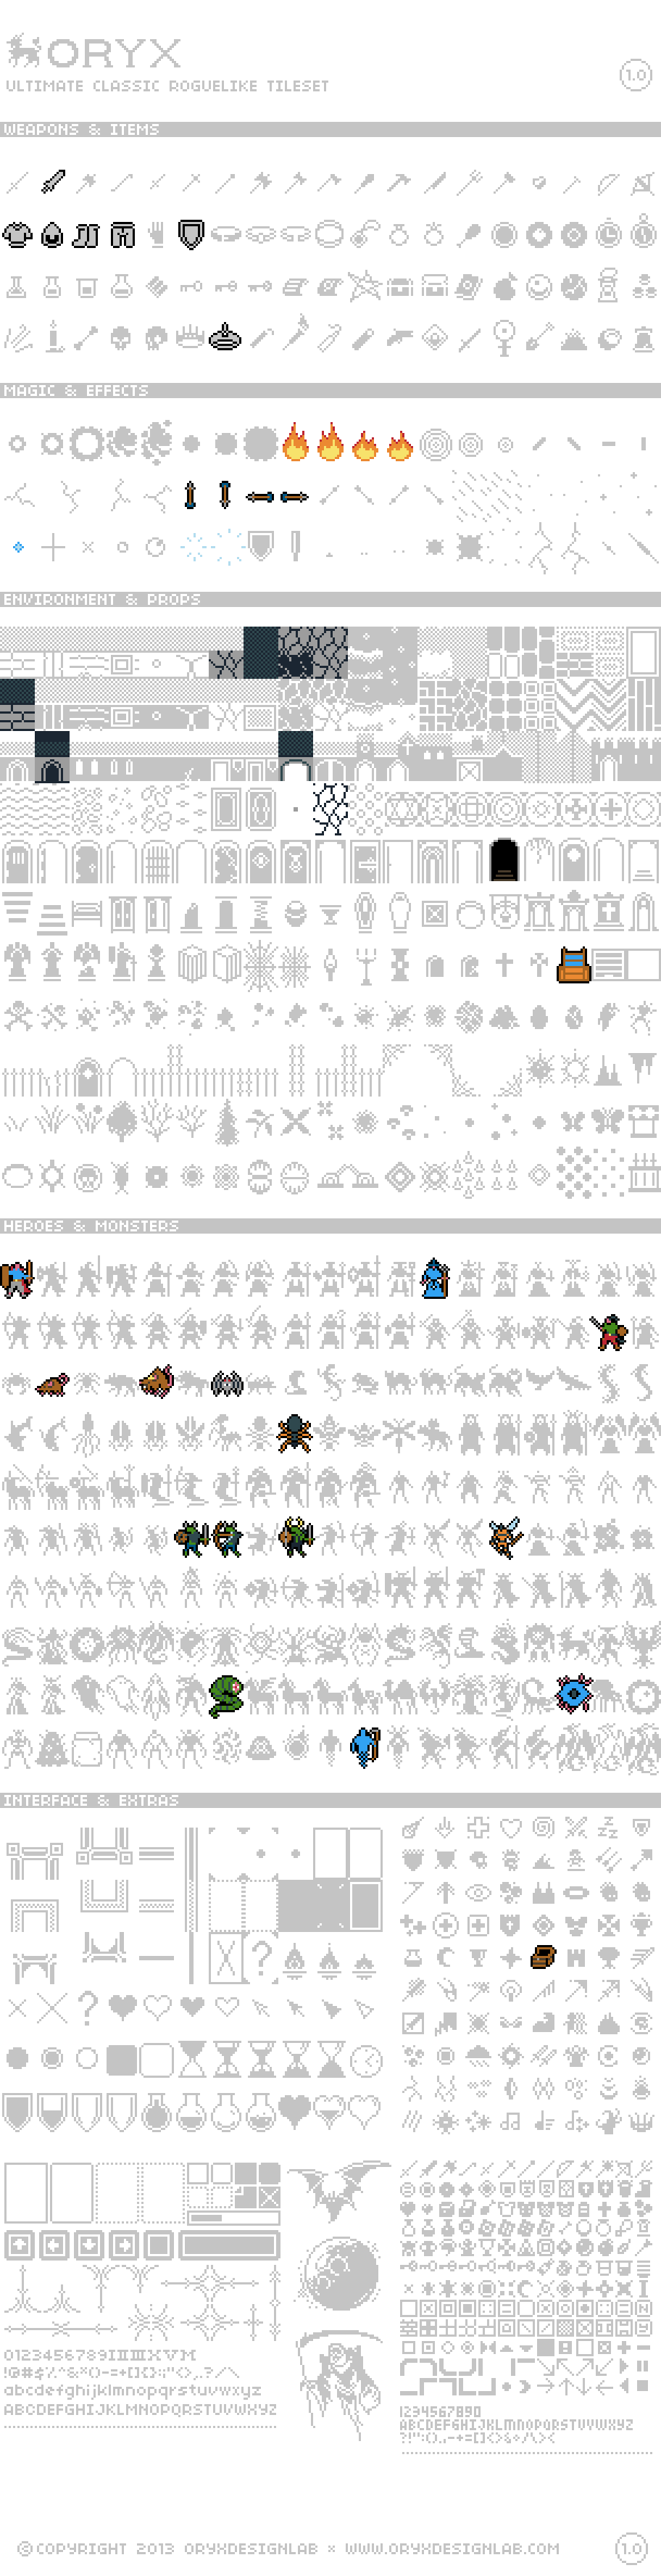 ORYX
ULTIMATE CLASSIC ROGUELIKE TILESET
1.0
WEAPONS & ITEMS
MAGIC & EFFECTS
ENVIRONMENT & PROPS
HEROES & MONSTERS
INTERFACE & EXTRAS
abcdefghijklmnopqrstuvwxyz
ABCDEFGHIJKLMNOPQRSTUVWXYZ
1234567890
ABCDEFGHIJKLMNOPQRSTUVWXYZ
© COPYRIGHT 2013 ORYXDESIGNLAB × WWW.ORYXDESIGNLAB.COM
1.0